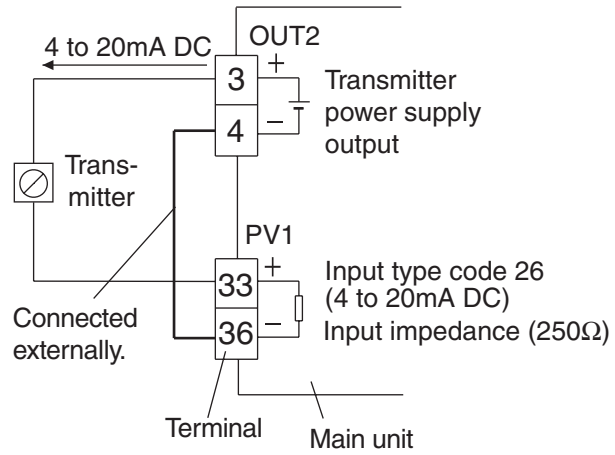 4 to 20mA DC
OUT2
+
3
−
4
Transmitter
power supply
output
Trans-
mitter
PV1
+
33
−
36
Input type code 26
(4 to 20mA DC)
Input impedance (250Ω)
Connected
externally.
Terminal
Main unit